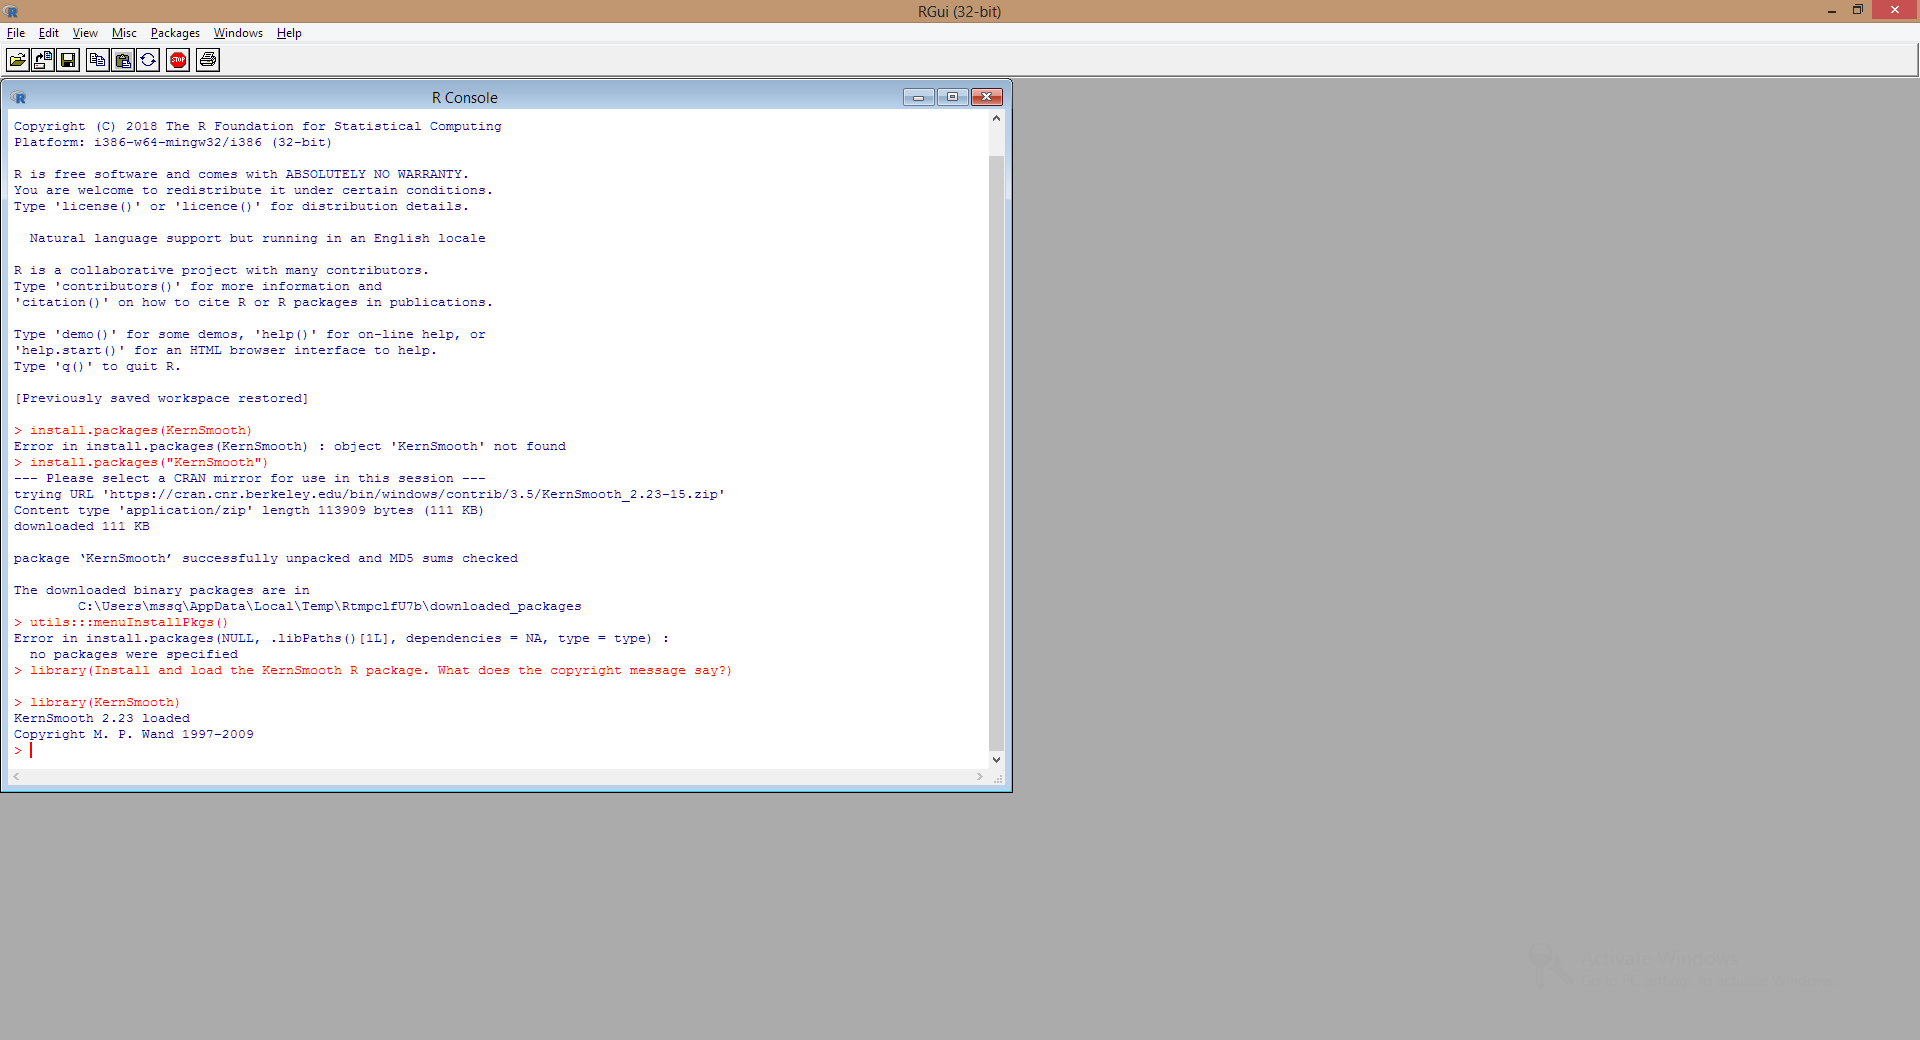 RGui (32-bit)
File Edit View Misc Packages Windows Help
STOP
R Console
Copyright (C) 2018 The R Foundation for Statistical Computing
Platform: i386-w64-mingw32/i386 (32-bit)
R is free software and comes with ABSOLUTELY NO WARRANTY.
You are welcome to redistribute it under certain conditions.
Type 'license()' or 'licence()' for distribution details.
Natural language support but running in an English locale
R is a collaborative project with many contributors.
Type 'contributors()' for more information and
'citation()' on how to cite R or R packages in publications.
Type 'demo()' for some demos, 'help()' for on-line help, or
'help.start()' for an HTML browser interface to help.
Type 'q()' to quit R.
[Previously saved workspace restored]
> install.packages(KernSmooth)
Error in install.packages(KernSmooth) : object 'KernSmooth' not found
> install.packages("KernSmooth")
--- Please select a CRAN mirror for use in this session ---
trying URL 'https://cran.cnr.berkeley.edu/bin/windows/contrib/3.5/KernSmooth_2.23-15.zip'
Content type 'application/zip' length 113909 bytes (111 KB)
downloaded 111 KB
package ‘KernSmooth’ successfully unpacked and MD5 sums checked
The downloaded binary packages are in
C:\Users\mssq\AppData\Local\Temp\RtmpclfU7b\downloaded_packages
> utils:::menuInstallPkgs()
Error in install.packages(NULL, .libPaths()[1L], dependencies = NA, type = type) :
no packages were specified
> library(Install and load the KernSmooth R package. What does the copyright message say?)
> library(KernSmooth)
KernSmooth 2.23 loaded
Copyright M. P. Wand 1997-2009
>